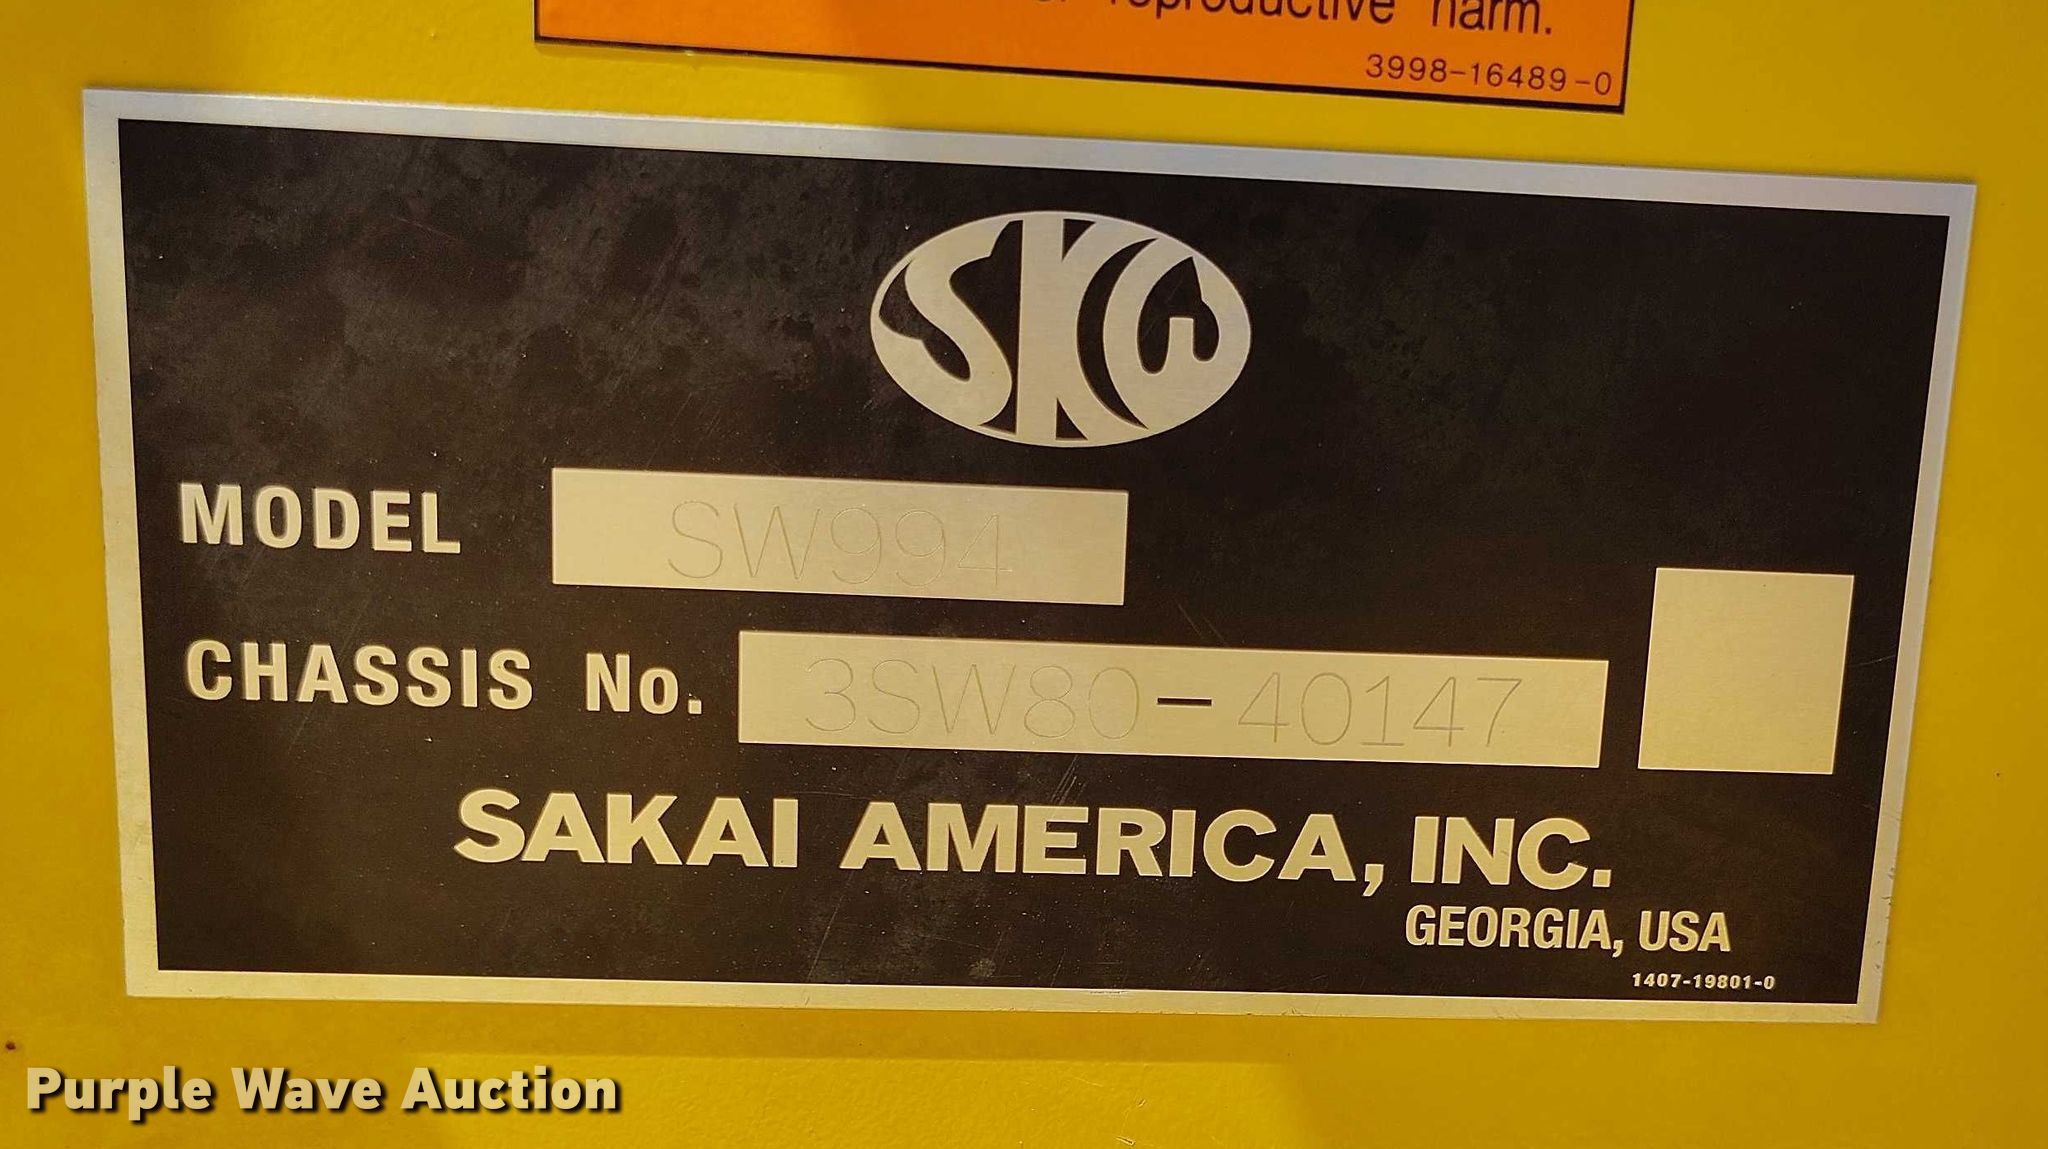 reproductive harm.
3998-16489-0
SKW
MODEL SW994
CHASSIS No. 3SW80-40147
SAKAI AMERICA, INC.
GEORGIA, USA
1407-19801-0
Purple Wave Auction